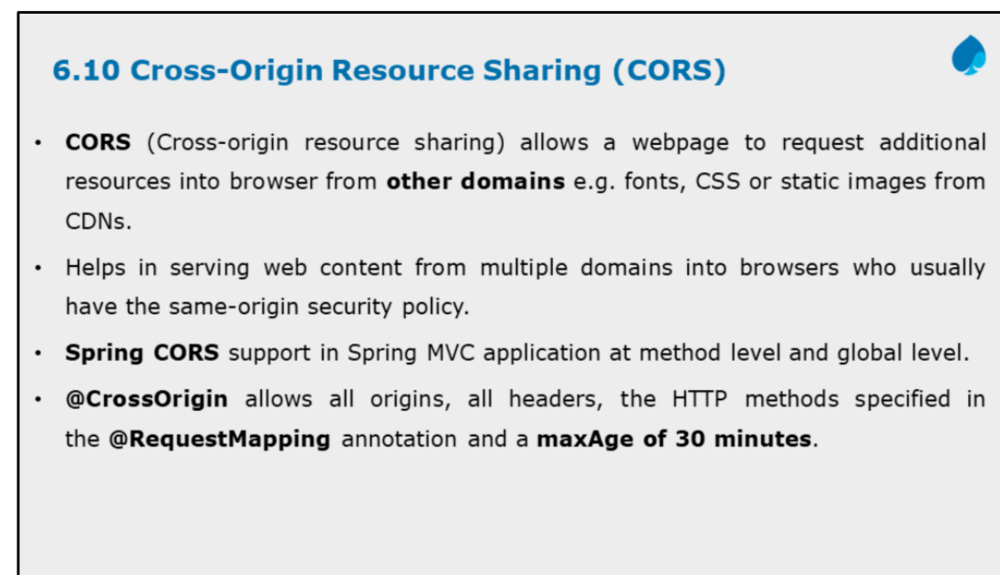 6.10 Cross-Origin Resource Sharing (CORS)
• CORS (Cross-origin resource sharing) allows a webpage to request additional
resources into browser from other domains e.g. fonts, CSS or static images from
CDNs.
• Helps in serving web content from multiple domains into browsers who usually
have the same-origin security policy.
• Spring CORS support in Spring MVC application at method level and global level.
• @CrossOrigin allows all origins, all headers, the HTTP methods specified in
the @RequestMapping annotation and a maxAge of 30 minutes.